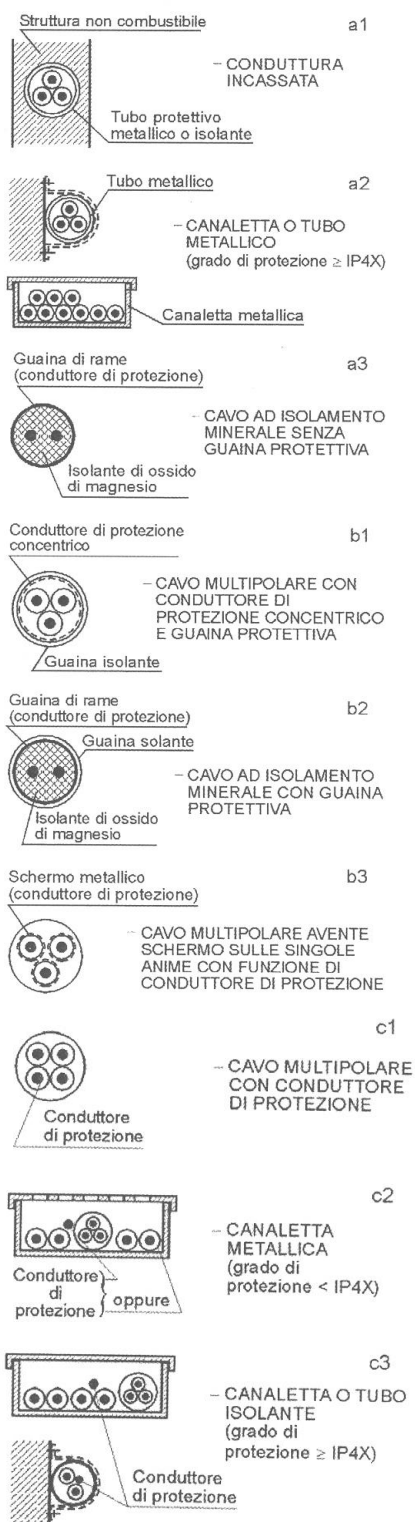 Struttura non combustibile
a1
– CONDUTTURA
INCASSATA
Tubo protettivo
metallico o isolante
Tubo metallico
a2
– CANALETTA O TUBO
METALLICO
(grado di protezione ≥ IP4X)
Canaletta metallica
Guaina di rame
(conduttore di protezione)
a3
– CAVO AD ISOLAMENTO
MINERALE SENZA
GUAINA PROTETTIVA
Isolante di ossido
di magnesio
Conduttore di protezione
concentrico
b1
– CAVO MULTIPOLARE CON
CONDUTTORE DI
PROTEZIONE CONCENTRICO
E GUAINA PROTETTIVA
Guaina isolante
Guaina di rame
(conduttore di protezione)
b2
Guaina solante
– CAVO AD ISOLAMENTO
MINERALE CON GUAINA
PROTETTIVA
Isolante di ossido
di magnesio
Schermo metallico
(conduttore di protezione)
b3
– CAVO MULTIPOLARE AVENTE
SCHERMO SULLE SINGOLE
ANIME CON FUNZIONE DI
CONDUTTORE DI PROTEZIONE
c1
– CAVO MULTIPOLARE
CON CONDUTTORE
DI PROTEZIONE
Conduttore
di protezione
c2
– CANALETTA
METALLICA
(grado di
protezione < IP4X)
Conduttore
di
protezione
oppure
c3
– CANALETTA O TUBO
ISOLANTE
(grado di
protezione ≥ IP4X)
Conduttore
di protezione